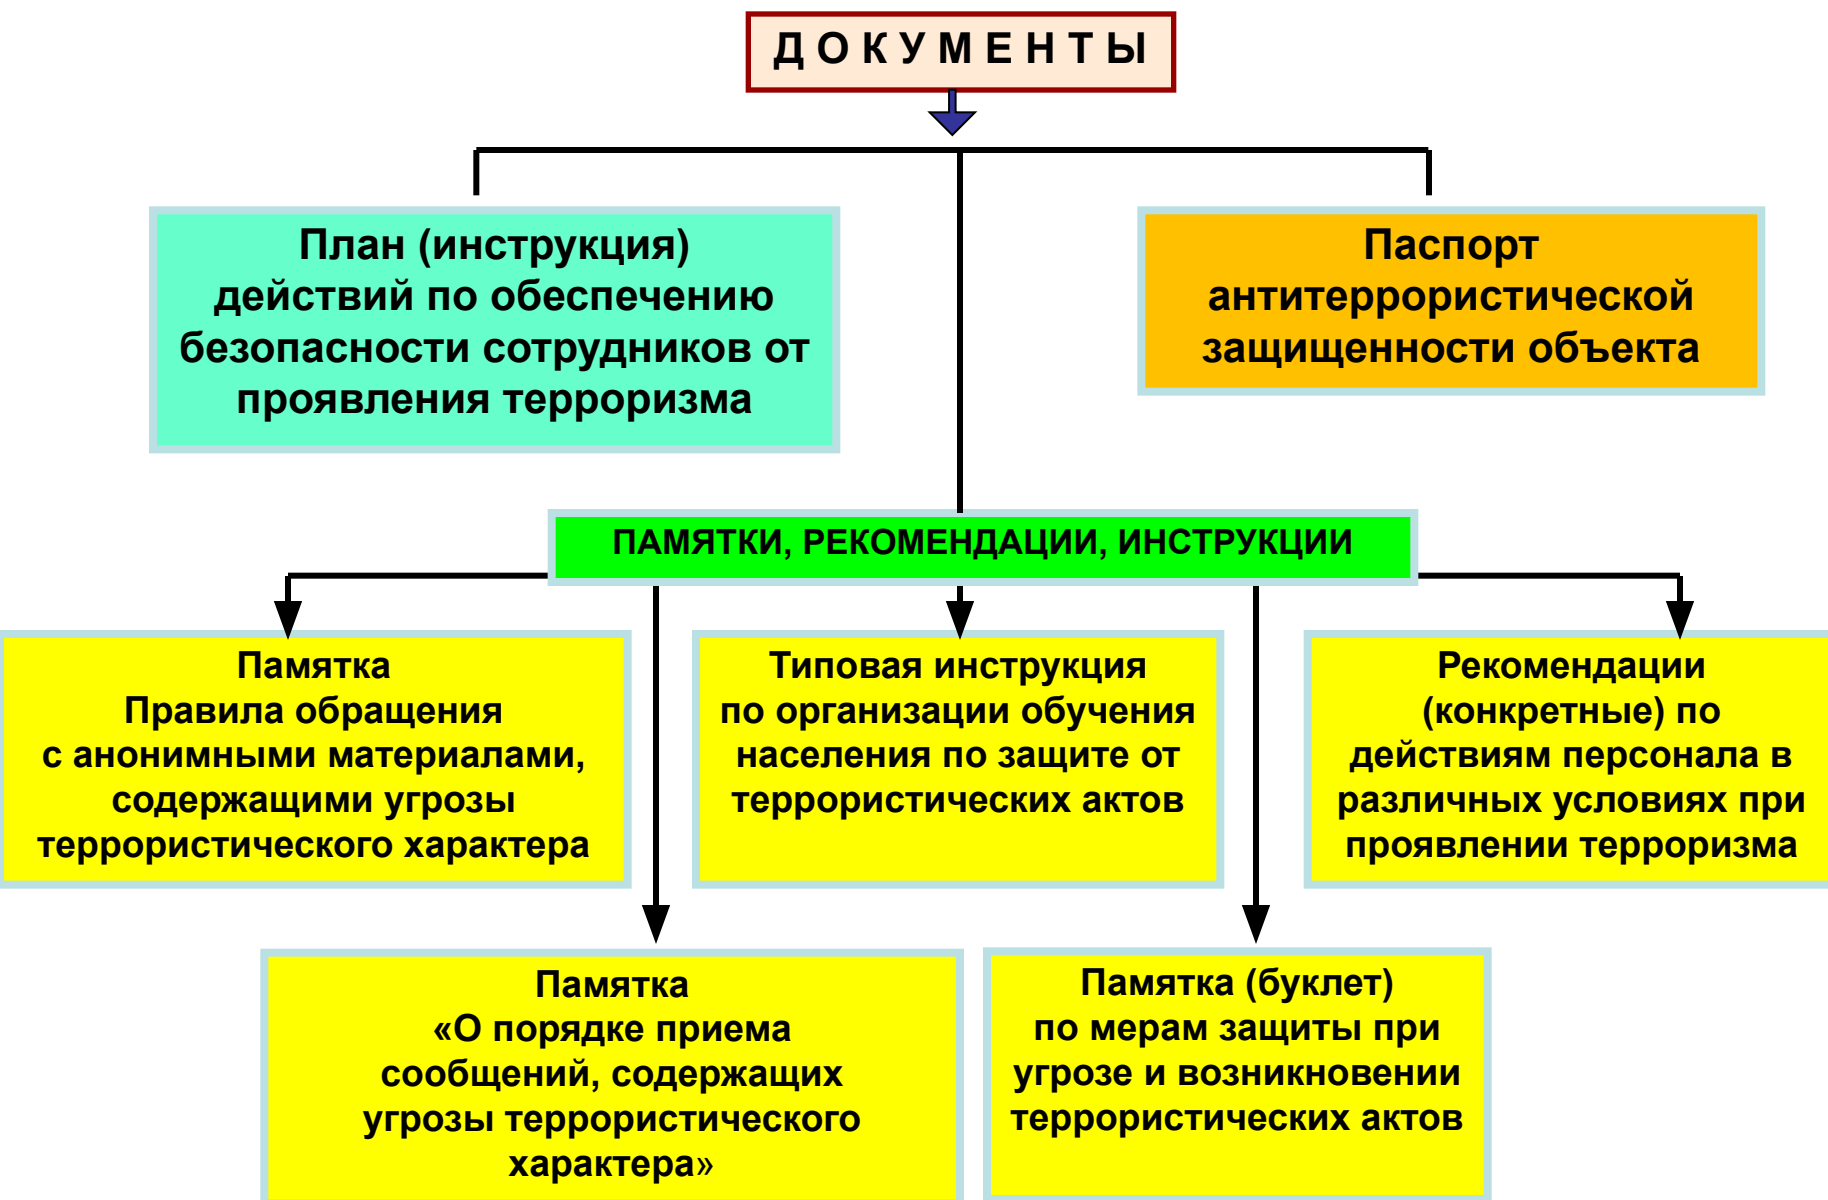 Д О К У М Е Н Т Ы
План (инструкция)
действий по обеспечению
безопасности сотрудников от
проявления терроризма
Паспорт
антитеррористической
защищенности объекта
ПАМЯТКИ, РЕКОМЕНДАЦИИ, ИНСТРУКЦИИ
Памятка
Правила обращения
с анонимными материалами,
содержащими угрозы
террористического характера
Типовая инструкция
по организации обучения
населения по защите от
террористических актов
Рекомендации
(конкретные) по
действиям персонала в
различных условиях при
проявлении терроризма
Памятка
«О порядке приема
сообщений, содержащих
угрозы террористического
характера»
Памятка (буклет)
по мерам защиты при
угрозе и возникновении
террористических актов